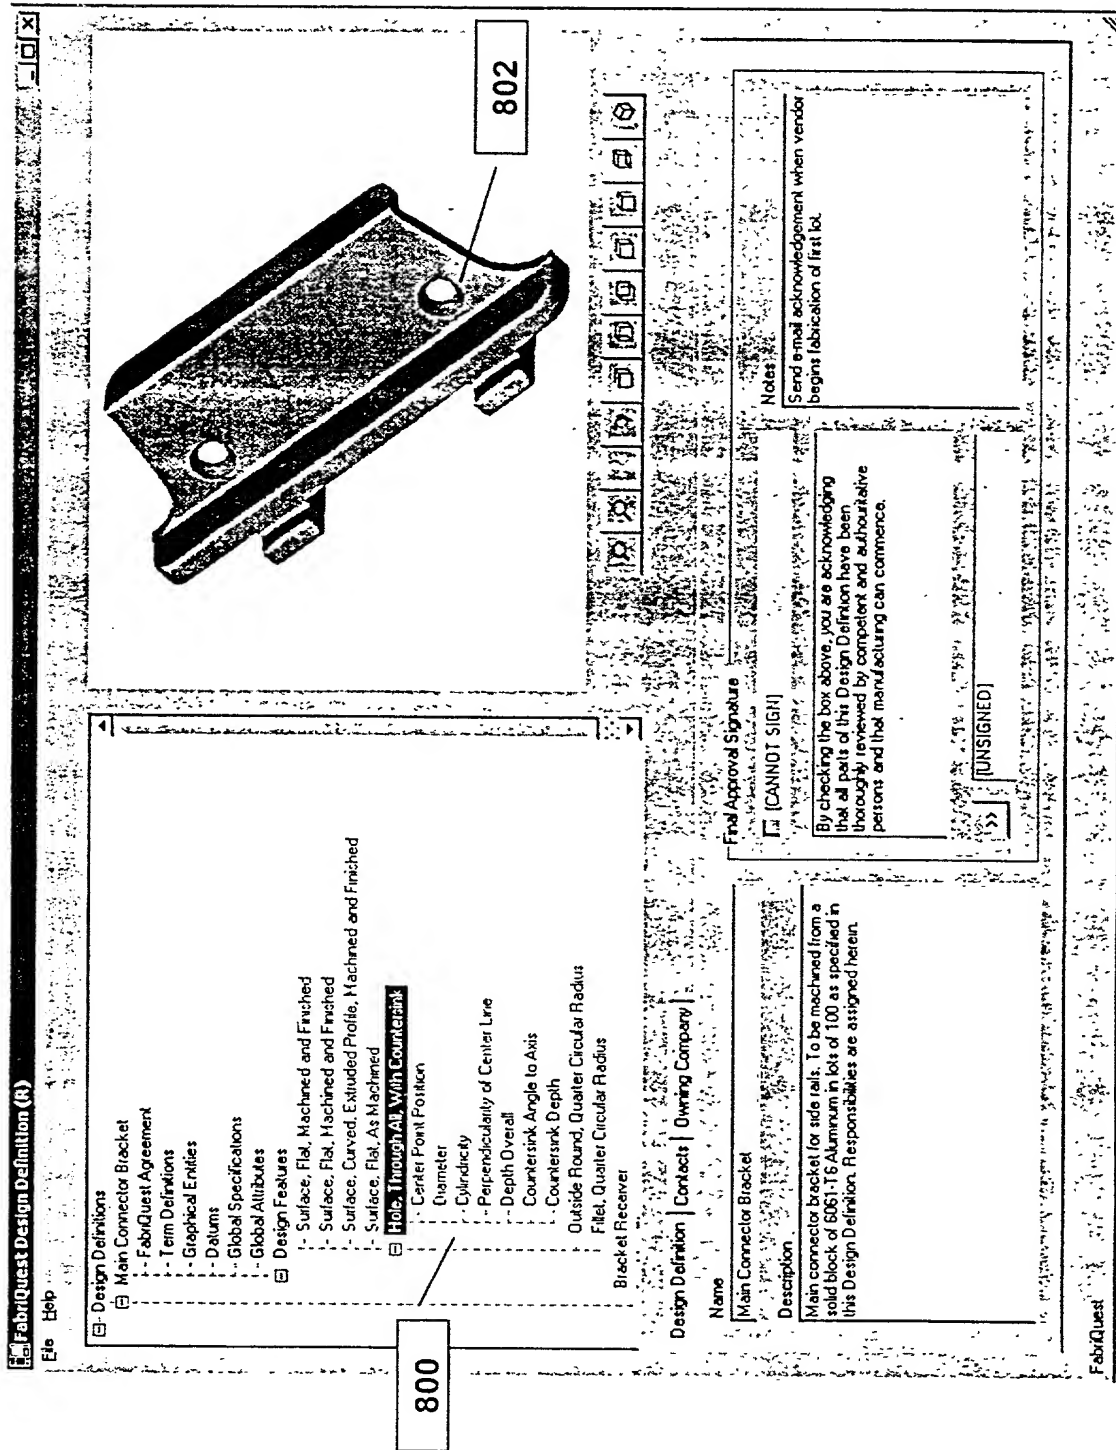 FabriQuest Design Definition (R)
File Help
Design Definitions
Main Connector Bracket
FabriQuest Agreement
Term Definitions
Graphical Entities
Datums
Global Specifications
Global Attributes
Design Features
Surface, Flat, Machined and Finished
Surface, Flat, Machined and Finished
Surface, Curved, Extruded Profile, Machined and Finished
Surface, Flat, As Machined
Hole, Through All, With Countersink
Center Point Position
Diameter
Cylindricity
Perpendicularity of Center Line
Depth Overall
Countersink Angle to Axis
Countersink Depth
Outside Round, Quarter Circular Radius
Fillet, Quarter Circular Radius
Bracket Receiver
800
802
Design Definition Contacts Owning Company
Name
Main Connector Bracket
Description
Main connector bracket for side rails. To be machined from a
solid block of 6061-T6 Aluminum in lots of 100 as specified in
this Design Definition. Responsibilities are assigned herein.
Final Approval Signature
[CANNOT SIGN]
By checking the box above, you are acknowledging
that all parts of this Design Defintion have been
thoroughly reviewed by competent and authouritative
persons and that manufacturing can commence.
>>
[UNSIGNED]
Notes
Send e-mail acknowledgement when vendor
begins fabrication of first lot.
FabriQuest